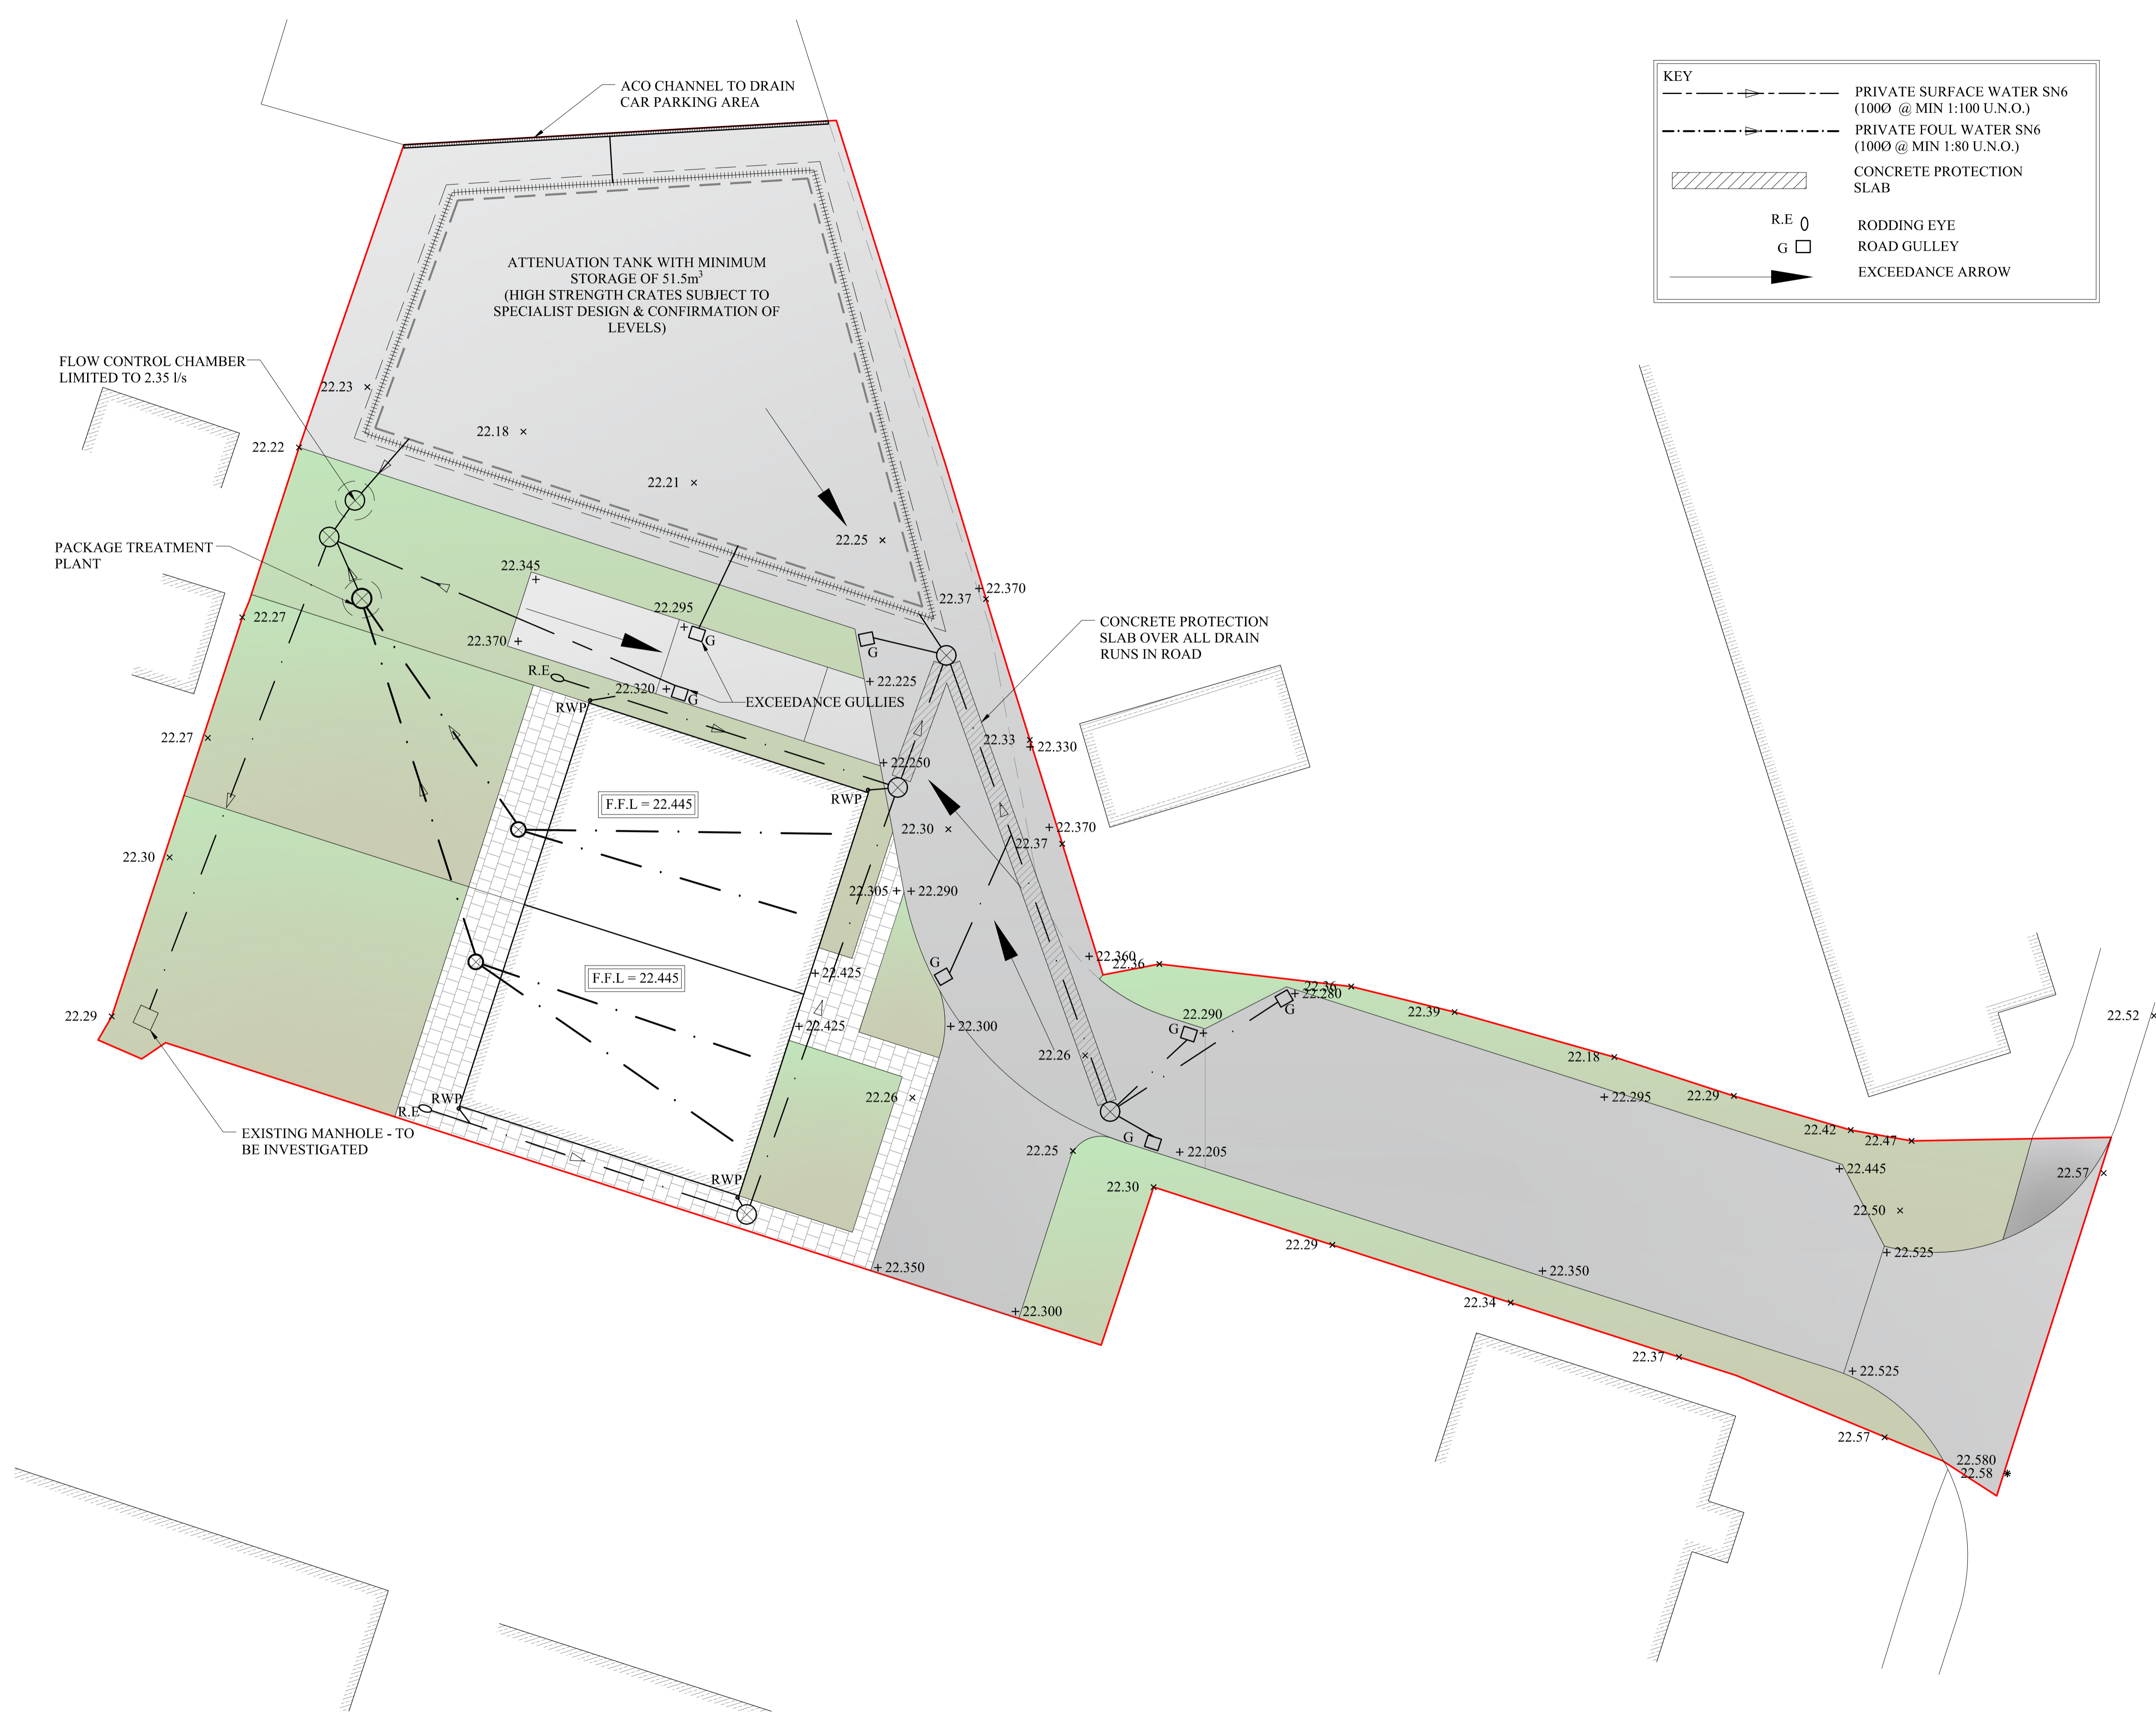 KEY
PRIVATE SURFACE WATER SN6
(100Ø @ MIN 1:100 U.N.O.)
PRIVATE FOUL WATER SN6
(100Ø @ MIN 1:80 U.N.O.)
CONCRETE PROTECTION
SLAB
R.E
RODDING EYE
G
ROAD GULLEY
EXCEEDANCE ARROW
ACO CHANNEL TO DRAIN
CAR PARKING AREA
ATTENUATION TANK WITH MINIMUM
STORAGE OF 51.5m³
(HIGH STRENGTH CRATES SUBJECT TO
SPECIALIST DESIGN & CONFIRMATION OF
LEVELS)
FLOW CONTROL CHAMBER
LIMITED TO 2.35 l/s
22.23
22.18
22.22
22.21
22.25
PACKAGE TREATMENT
PLANT
22.345
22.370
22.37
22.295
22.27
G
22.370
G
CONCRETE PROTECTION
SLAB OVER ALL DRAIN
RUNS IN ROAD
R.E
22.320
G
22.225
EXCEEDANCE GULLIES
RWP
22.27
22.33
22.330
22.250
F.F.L = 22.445
RWP
22.30
22.370
22.37
22.30
22.305
22.290
22.360
22.36
G
22.425
F.F.L = 22.445
22.36
22.280
G
22.39
22.290
G
22.29
22.425
22.300
22.26
22.18
22.52
22.26
22.295
22.29
RWP
R.E
22.42
22.47
EXISTING MANHOLE - TO
BE INVESTIGATED
G
22.25
22.205
22.445
22.57
RWP
22.30
22.50
22.29
22.525
22.350
22.350
22.300
22.34
22.37
22.525
22.57
22.580
22.58